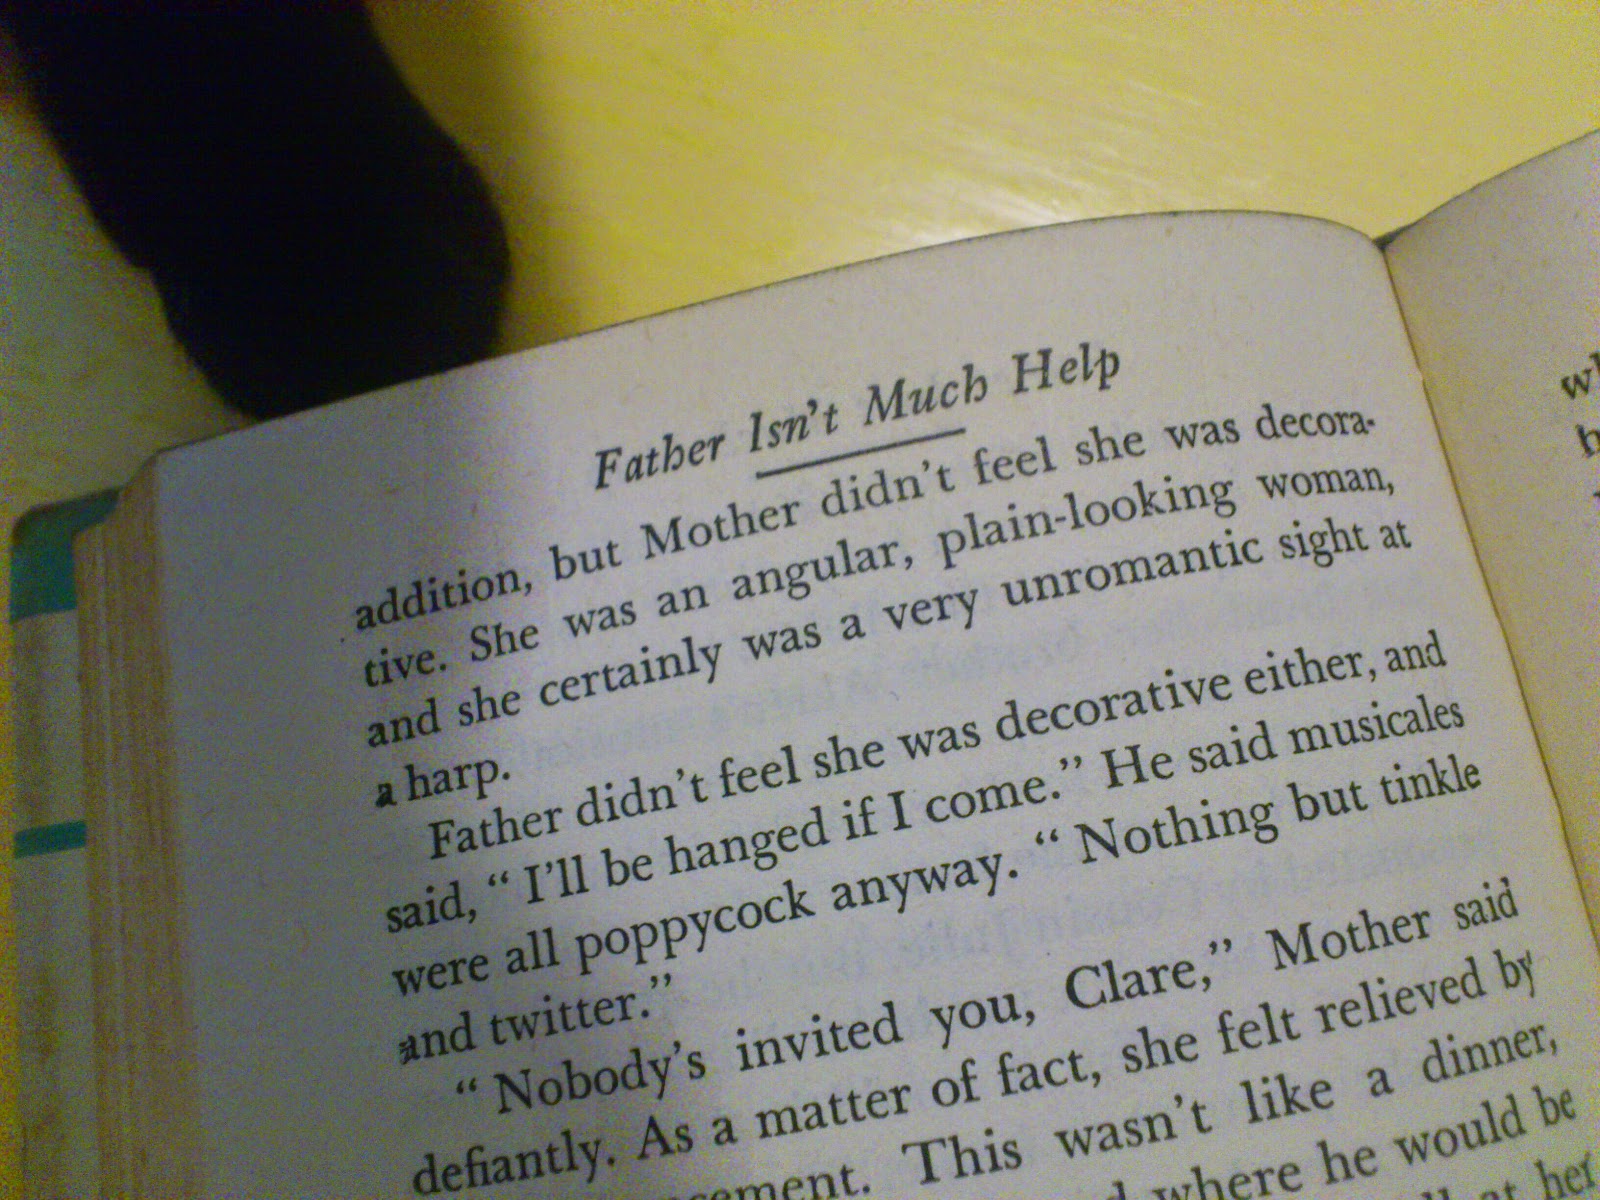 Father Isn't Much Help
addition, but Mother didn't feel she was decora-
tive. She was an angular, plain-looking woman,
and she certainly was a very unromantic sight at
a harp.
Father didn't feel she was decorative either, and
said, “ I'll be hanged if I come.” He said musicales
were all poppycock anyway. “ Nothing but tinkle
and twitter.”
“ Nobody's invited you, Clare,” Mother said
defiantly. As a matter of fact, she felt relieved by
This wasn't like a dinner,
where he would be
at her